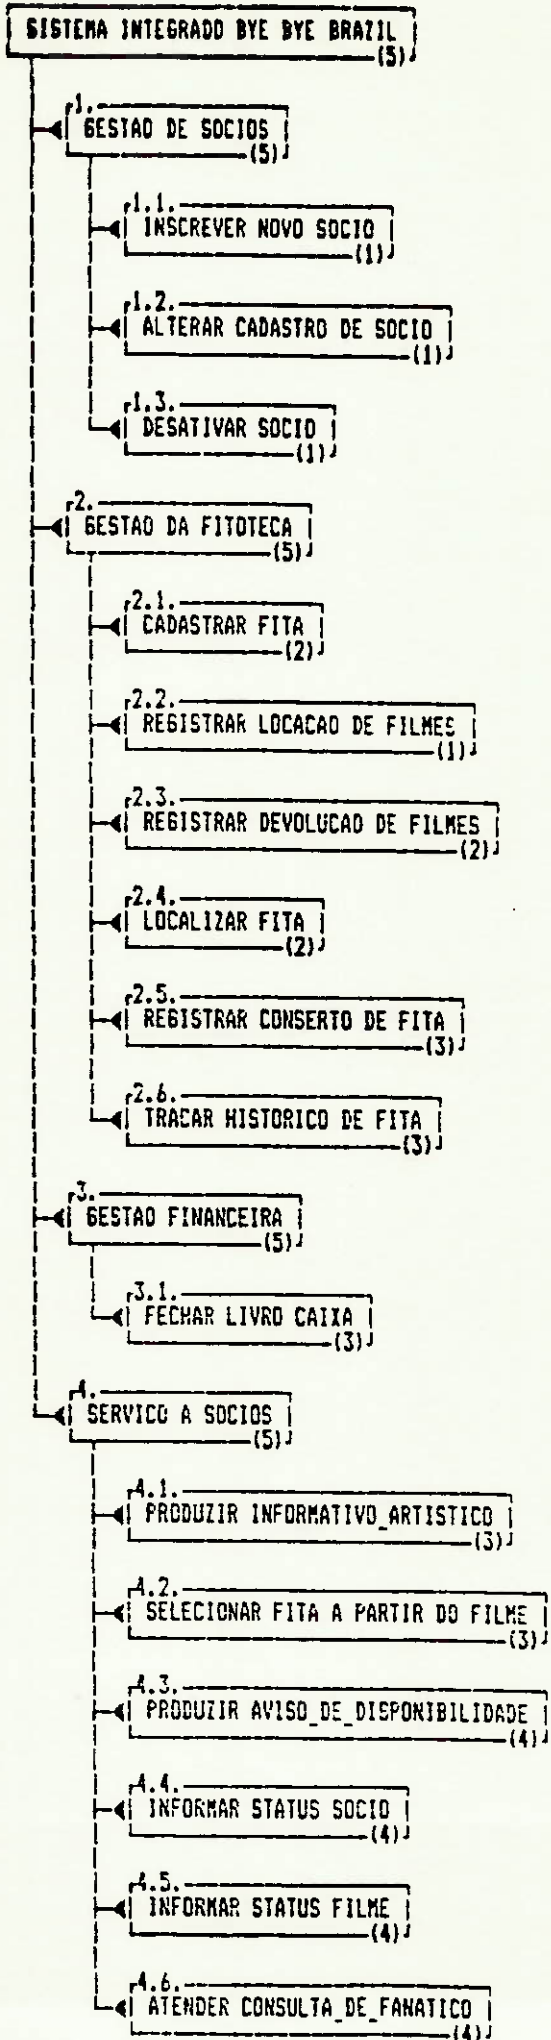 SISTEMA INTEGRADO BYE BYE BRAZIL
(5)
1.
GESTAO DE SOCIOS
(5)
1.1.
INSCREVER NOVO SOCIO
(1)
1.2.
ALTERAR CADASTRO DE SOCIO
(1)
1.3.
DESATIVAR SOCIO
(1)
2.
GESTAO DA FITOTECA
(5)
2.1.
CADASTRAR FITA
(2)
2.2.
REGISTRAR LOCACAO DE FILMES
(1)
2.3.
REGISTRAR DEVOLUCAO DE FILMES
(2)
2.4.
LOCALIZAR FITA
(2)
2.5.
REGISTRAR CONSERTO DE FITA
(3)
2.6.
TRACAR HISTORICO DE FITA
(3)
3.
GESTAO FINANCEIRA
(5)
3.1.
FECHAR LIVRO CAIXA
(3)
4.
SERVICO A SOCIOS
(5)
4.1.
PRODUZIR INFORMATIVO_ARTISTICO
(3)
4.2.
SELECIONAR FITA A PARTIR DO FILME
(3)
4.3.
PRODUZIR AVISO_DE_DISPONIBILIDADE
(4)
4.4.
INFORMAR STATUS SOCIO
(4)
4.5.
INFORMAR STATUS FILME
(4)
4.6.
ATENDER CONSULTA_DE_FANATICO
(4)